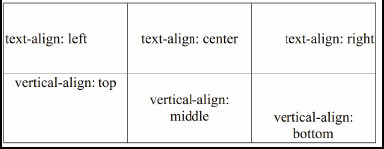 text-align: left
text-align: center
text-align: right
vertical-align: top
vertical-align:
middle
vertical-align:
bottom